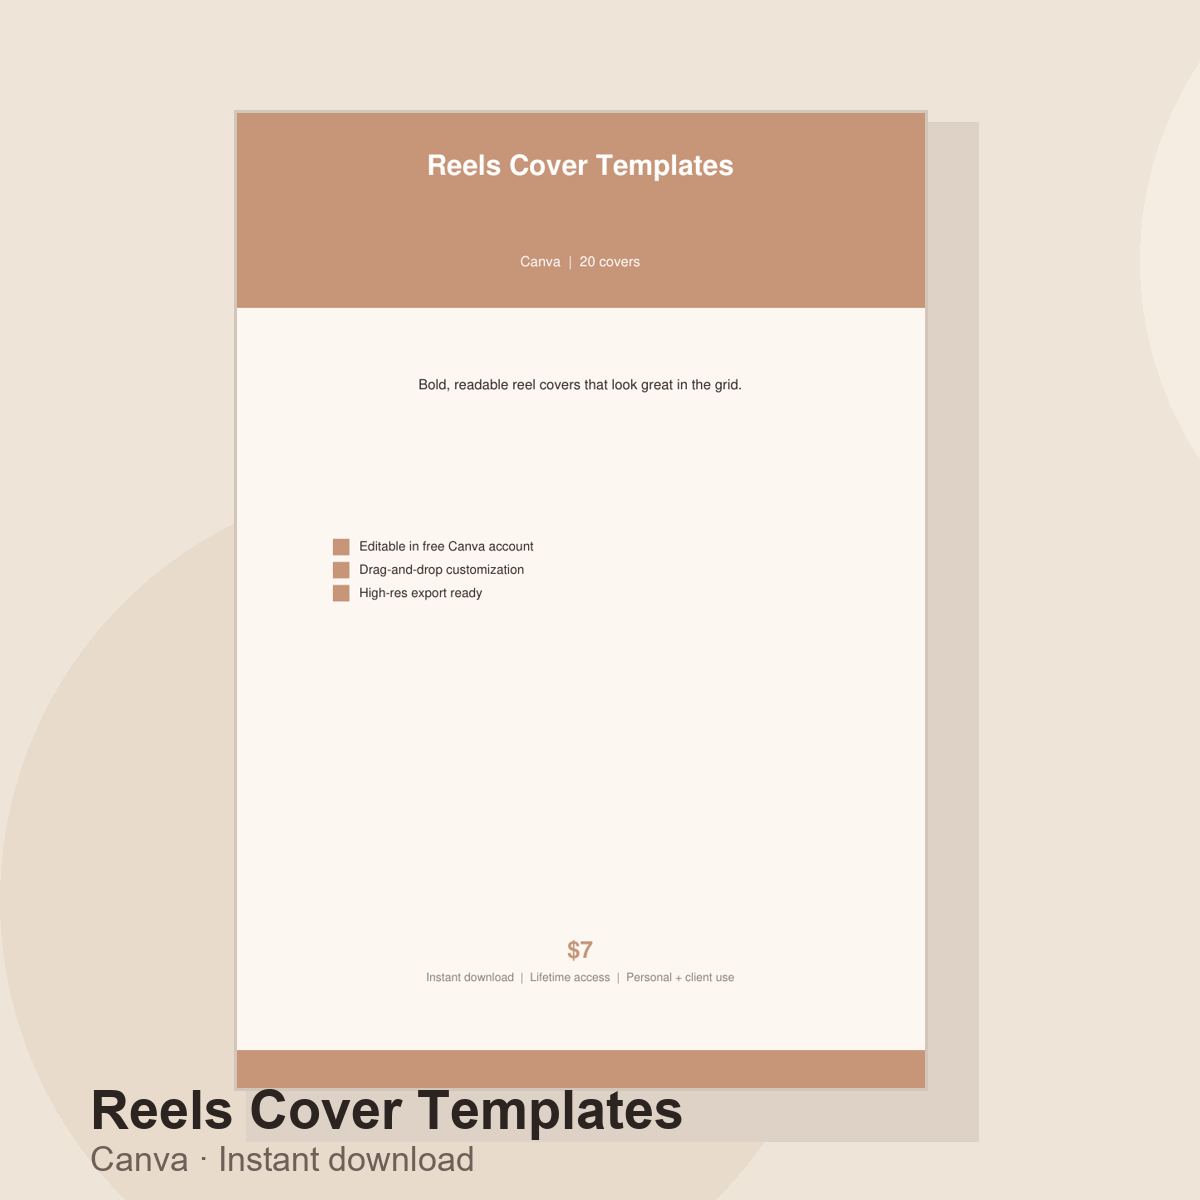 Reels Cover Templates
Canva | 20 covers
Bold, readable reel covers that look great in the grid.
Editable in free Canva account
Drag-and-drop customization
High-res export ready
$7
Instant download | Lifetime access | Personal + client use
Reels Cover Templates
Canva · Instant download